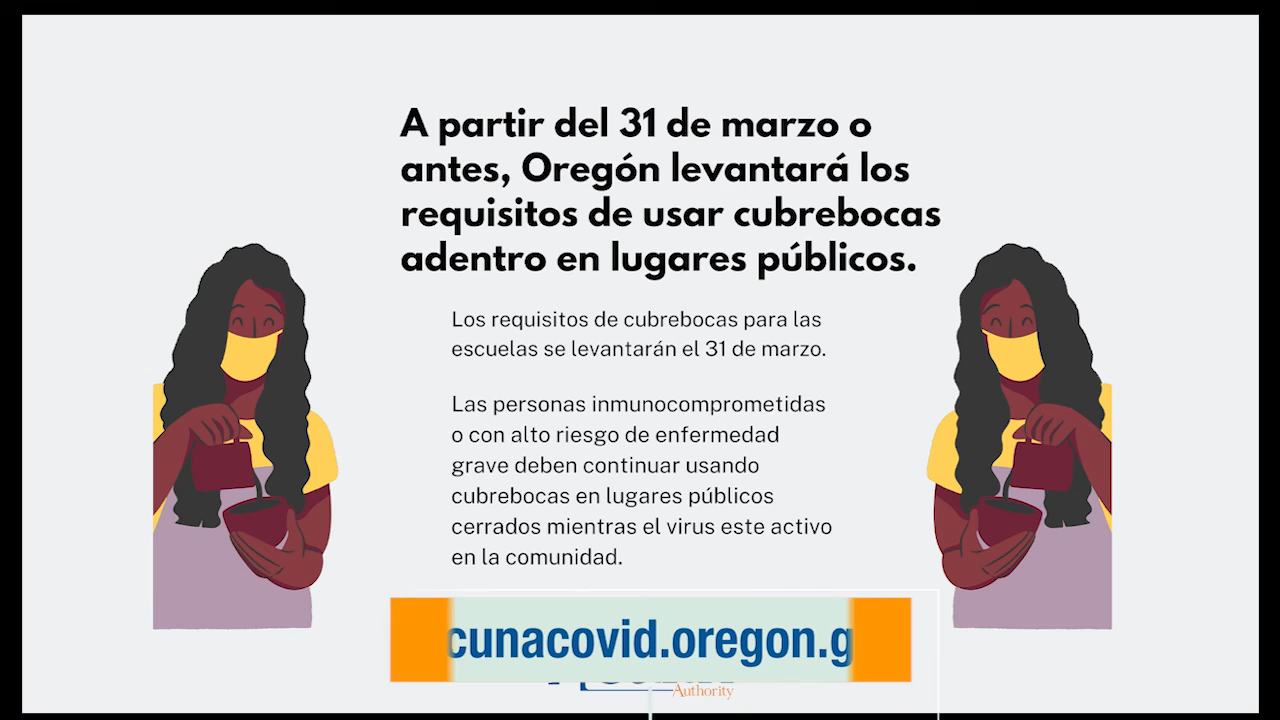 A partir del 31 de marzo o
antes, Oregón levantará los
requisitos de usar cubrebocas
adentro en lugares públicos.
Los requisitos de cubrebocas para las
escuelas se levantarán el 31 de marzo.
Las personas inmunocomprometidas
o con alto riesgo de enfermedad
grave deben continuar usando
cubrebocas en lugares públicos
cerrados mientras el virus este activo
en la comunidad.
cunacovid.oregon.g
Authority